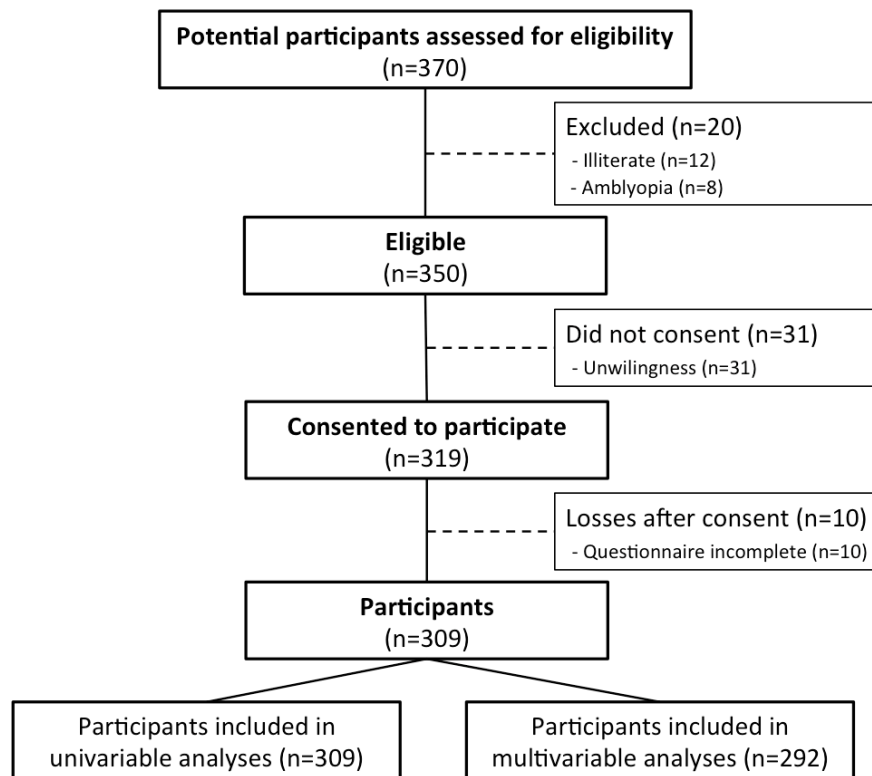 Potential participants assessed for eligibility
(n=370)
Excluded (n=20)
- Illiterate (n=12)
- Amblyopia (n=8)
Eligible
(n=350)
Did not consent (n=31)
- Unwilingness (n=31)
Consented to participate
(n=319)
Losses after consent (n=10)
- Questionnaire incomplete (n=10)
Participants
(n=309)
Participants included in
univariable analyses (n=309)
Participants included in
multivariable analyses (n=292)